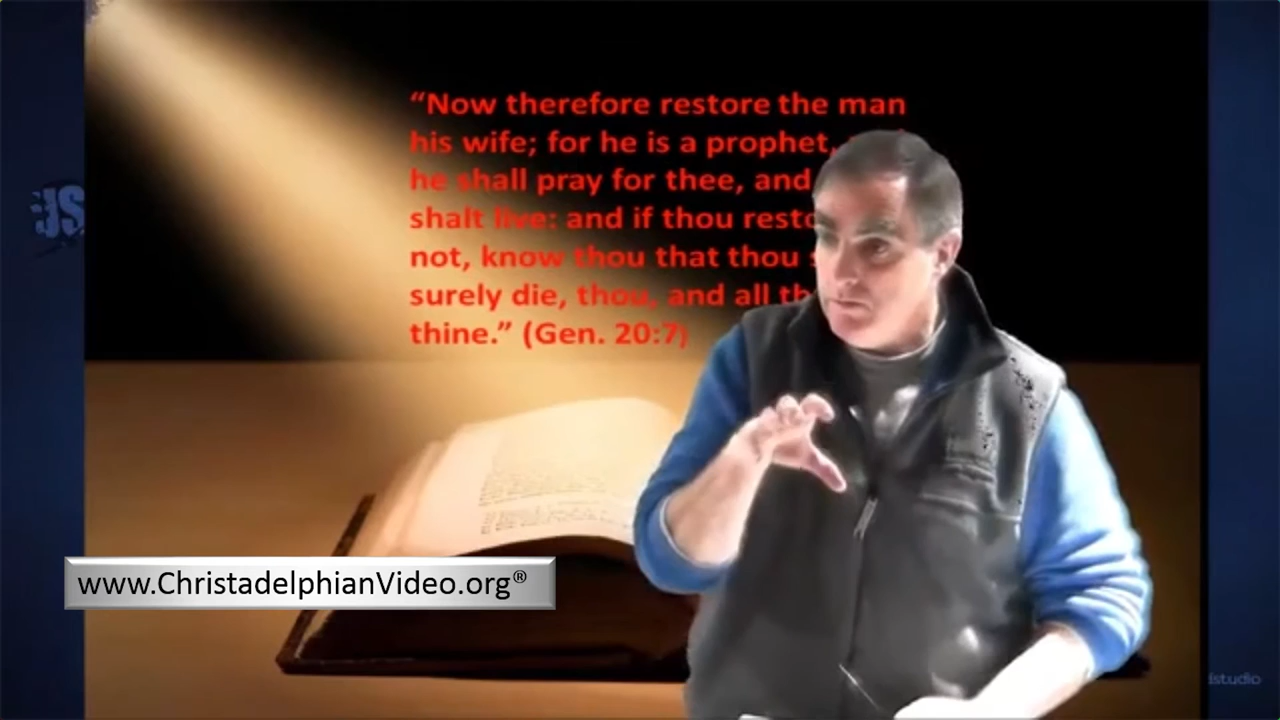 “Now therefore restore the man
his wife; for he is a prophet,
he shall pray for thee, and
shalt live: and if thou
not, know thou that thou
surely die, thou, and all
thine.” (Gen. 20:7)
JS
www.ChristadelphianVideo.org®
dstudio